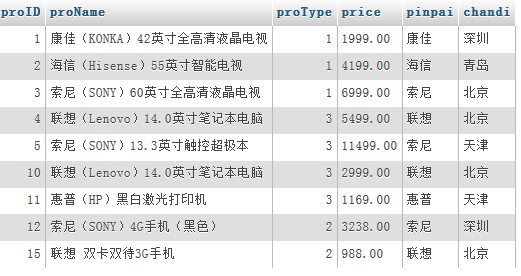 proID proName proType price pinpai chandi
1 康佳（KONKA）42英寸全高清液晶电视 1 1999.00 康佳 深圳
2 海信（Hisense）55英寸智能电视 1 4199.00 海信 青岛
3 索尼（SONY）60英寸全高清液晶电视 1 6999.00 索尼 北京
4 联想（Lenovo）14.0英寸笔记本电脑 3 5499.00 联想 北京
5 索尼（SONY）13.3英寸触控超极本 3 11499.00 索尼 天津
10 联想（Lenovo）14.0英寸笔记本电脑 3 2999.00 联想 北京
11 惠普（HP）黑白激光打印机 3 1169.00 惠普 天津
12 索尼（SONY）4G手机（黑色） 2 3238.00 索尼 深圳
15 联想 双卡双待3G手机 2 988.00 联想 北京